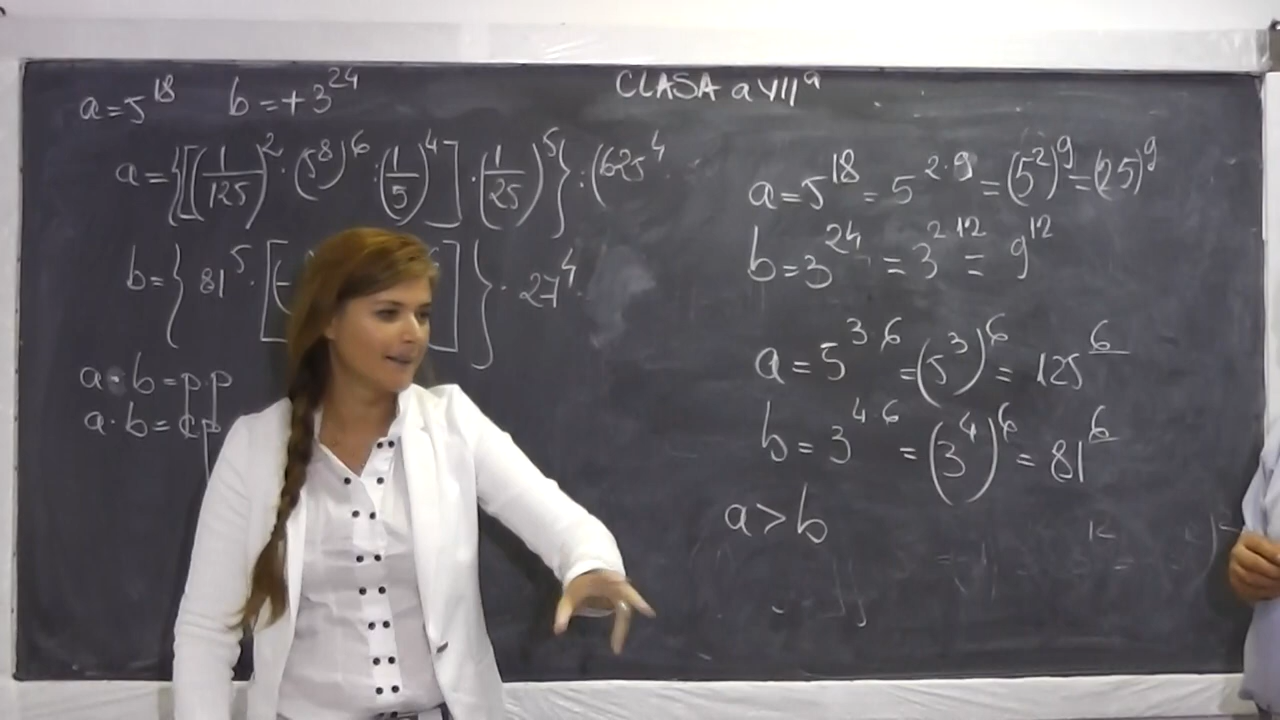 CLASA a VII a
a = 5^18 b = + 3^24
a = {[(1/125)^2 · (5^8)^6 : (1/5)^4] · (1/25)^5} : (625^4
b = { 81^5 · [ ] } · 27^4
a · b = p.p
a · b = c.p
a = 5^18 = 5^2·9 = (5^2)^9 = (25)^9
b = 3^24 = 3^2·12 = 9^12
a = 5^3·6 = (5^3)^6 = 125^6
b = 3^4·6 = (3^4)^6 = 81^6
a > b